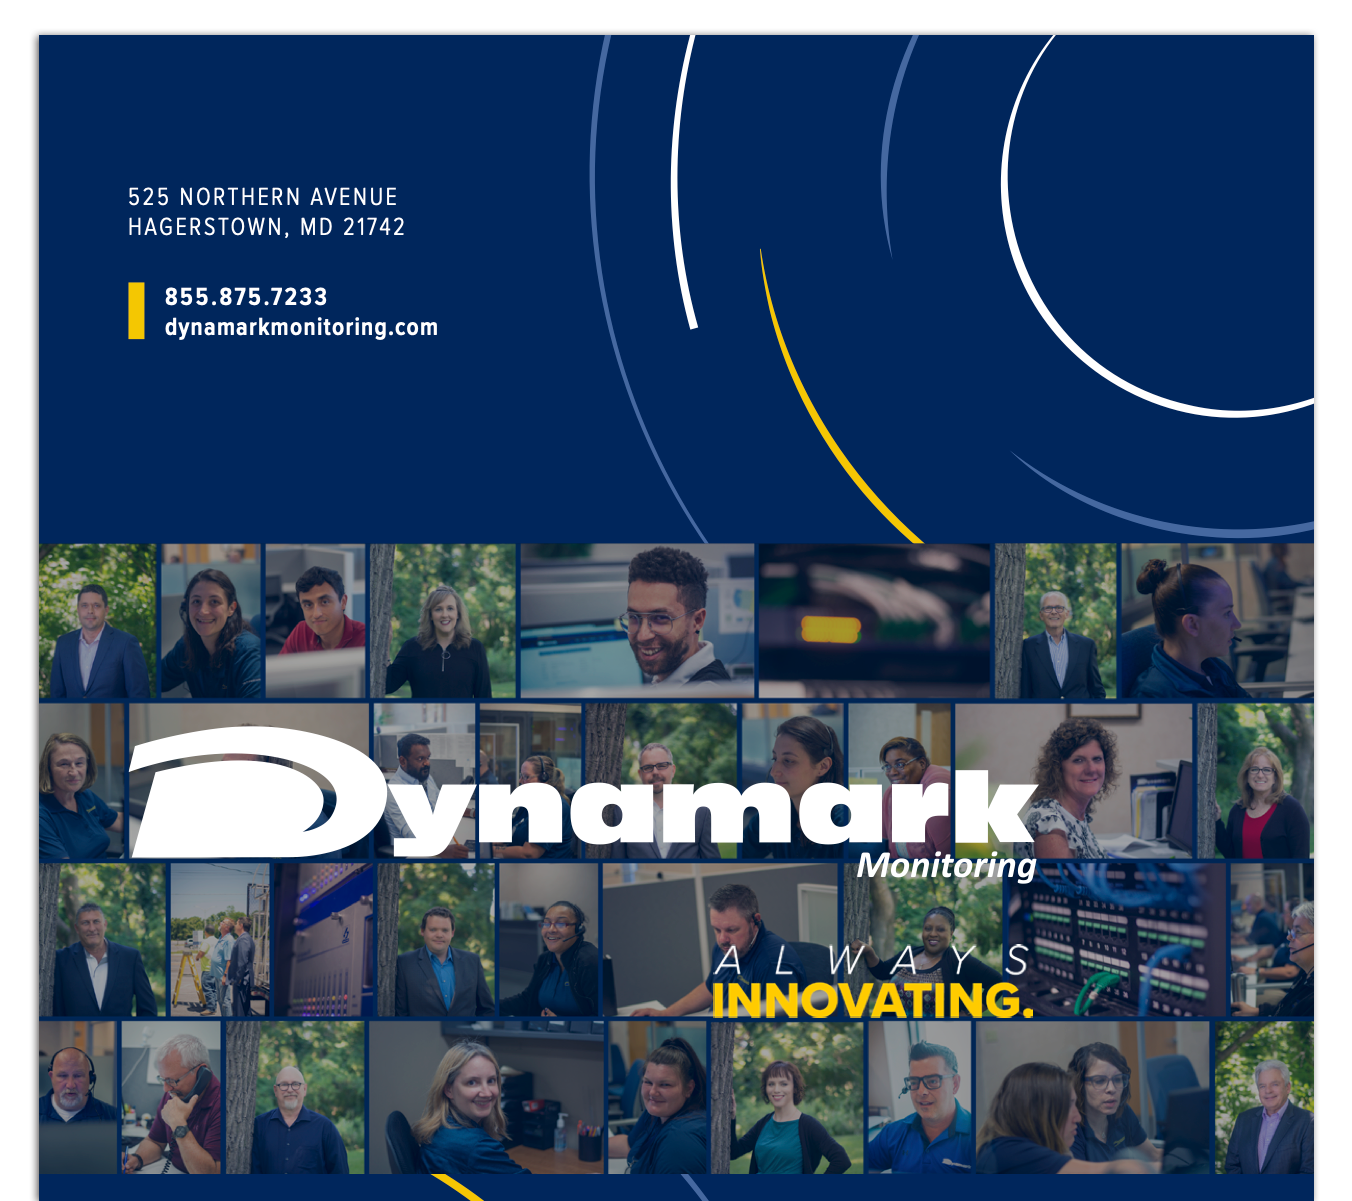 525 NORTHERN AVENUE
HAGERSTOWN, MD 21742
855.875.7233
dynamarkmonitoring.com
Dynamark
Monitoring
ALWAYS
INNOVATING.